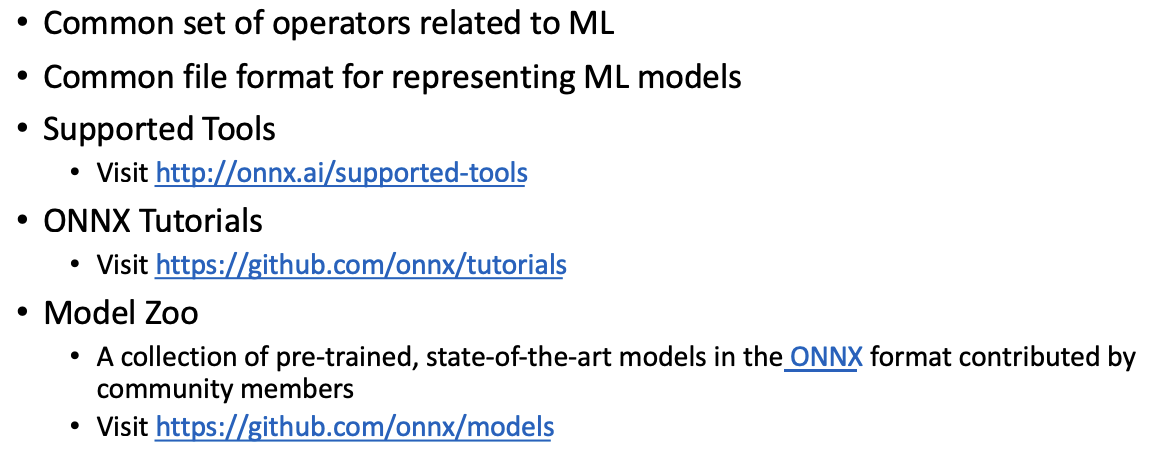 • Common set of operators related to ML
• Common file format for representing ML models
• Supported Tools
• Visit http://onnx.ai/supported-tools
• ONNX Tutorials
• Visit https://github.com/onnx/tutorials
• Model Zoo
• A collection of pre-trained, state-of-the-art models in the ONNX format contributed by
community members
• Visit https://github.com/onnx/models